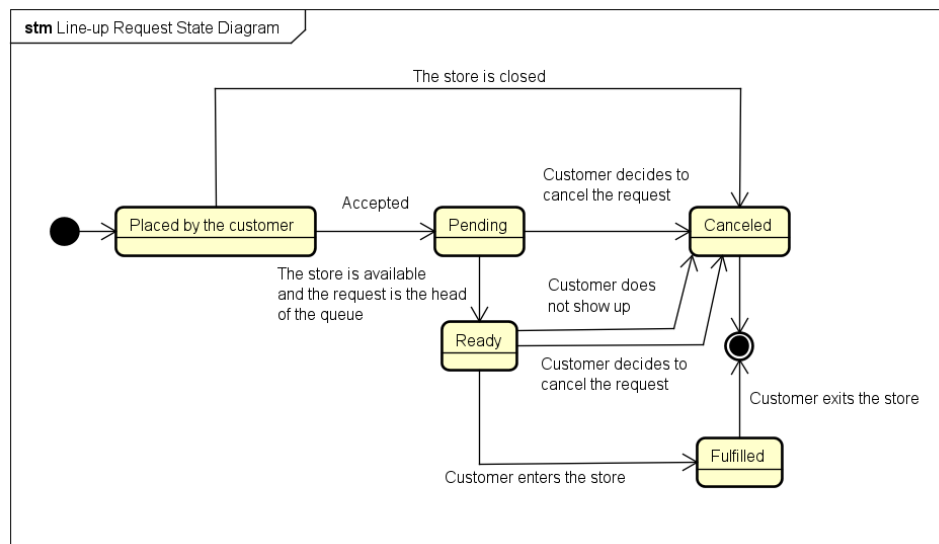 stm Line-up Request State Diagram
The store is closed
Customer decides to
cancel the request
Accepted
Placed by the customer
Pending
Canceled
The store is available
and the request is the head
of the queue
Customer does
not show up
Ready
Customer decides to
cancel the request
Customer exits the store
Fulfilled
Customer enters the store